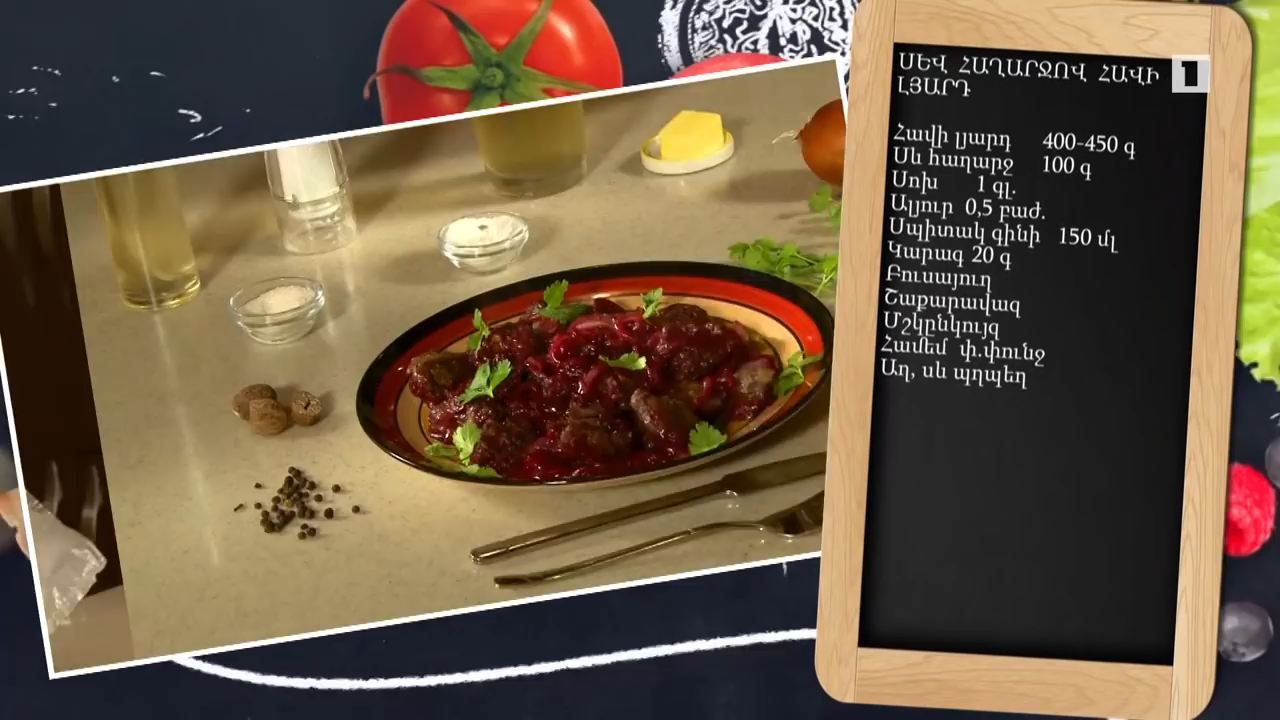 ՍԵՎ ՀԱՂԱՐՋՈՎ ՀԱՎԻ
ԼՅԱՐԴ
1
Հավի լյարդ 400-450 գ
Սև հաղարջ 100 գ
Սոխ 1 գլ.
Ալյուր 0,5 բաժ.
Սպիտակ գինի 150 մլ
Կարագ 20 գ
Բուսայուղ
Շաքարավազ
Մշկընկույզ
Համեմ փ.փունջ
Աղ, սև պղպեղ